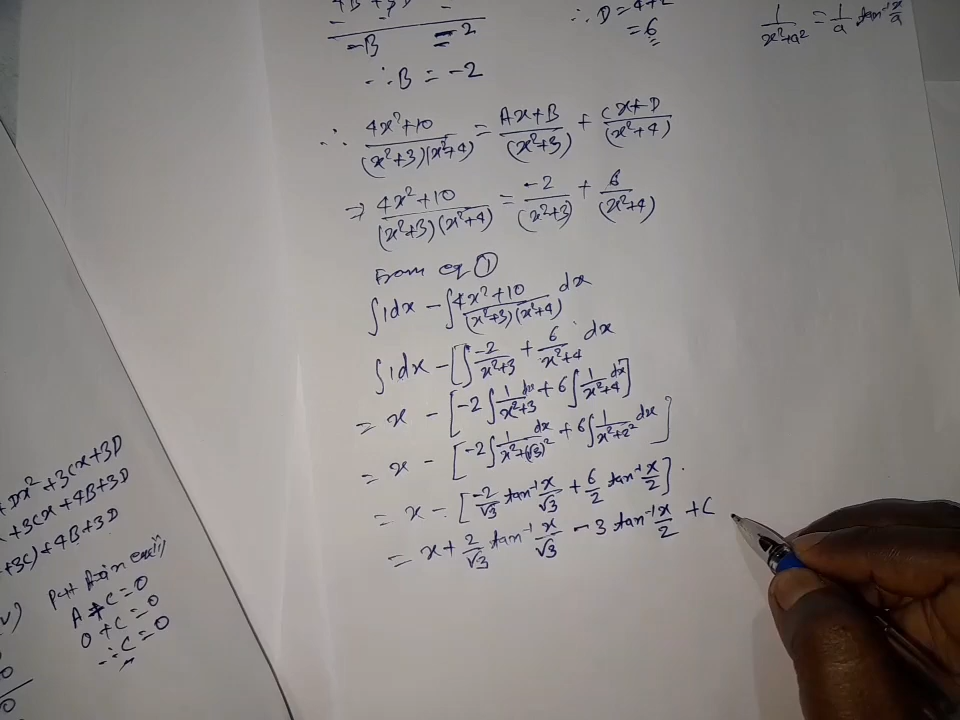 4B + 3D
-B = 2
∴ B = -2
∴ D = 4+2
= 6
1/(x²+a²) = 1/a tan⁻¹ x/a
∴ (4x²+10)/((x²+3)(x²+4)) = (Ax+B)/(x²+3) + (Cx+D)/(x²+4)
⇒ (4x²+10)/((x²+3)(x²+4)) = -2/(x²+3) + 6/(x²+4)
From eq ①
∫1dx - ∫(4x²+10)/((x²+3)(x²+4)) dx
∫1dx - [∫-2/(x²+3) + 6/(x²+4) dx
= x - [-2∫1/(x²+3) dx + 6∫1/(x²+4) dx]
= x - [-2∫1/(x²+(√3)²) dx + 6∫1/(x²+2²) dx]
= x - [-2/√3 tan⁻¹ x/√3 + 6/2 tan⁻¹ x/2].
= x + 2/√3 tan⁻¹ x/√3 - 3 tan⁻¹ x/2 + C
+ Dx² + 3Cx + 3D
+ 3Cx + 4B + 3D
+3C) + 4B + 3D
Put A in eq
A + C = 0
0 + C = 0
∴ C = 0